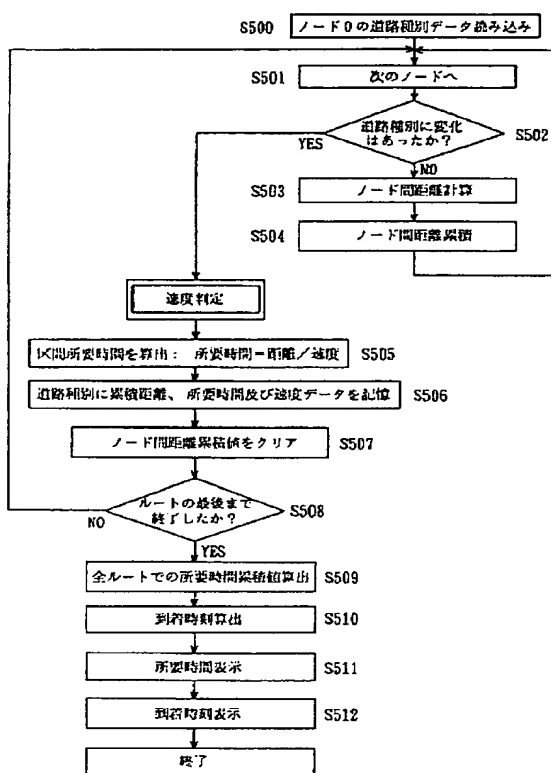 S500 ノード0の道路種別データ読み込み
S501 次のノードへ
道路種別に変化
はあったか？
S502
YES
NO
S503 ノード間距離計算
S504 ノード間距離累積
速度判定
区間所要時間を算出： 所要時間＝距離／速度 S505
道路種別に累積距離、所要時間及び速度データを記憶 S506
ノード間距離累積値をクリア S507
ルートの最後まで
終了したか？
S508
NO
YES
全ルートでの所要時間累積値算出 S509
到着時刻算出 S510
所要時間表示 S511
到着時刻表示 S512
終了